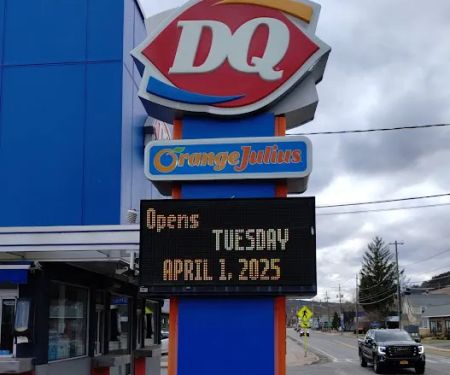 DQ
Orange Julius
Opens
TUESDAY
APRIL 1, 2025